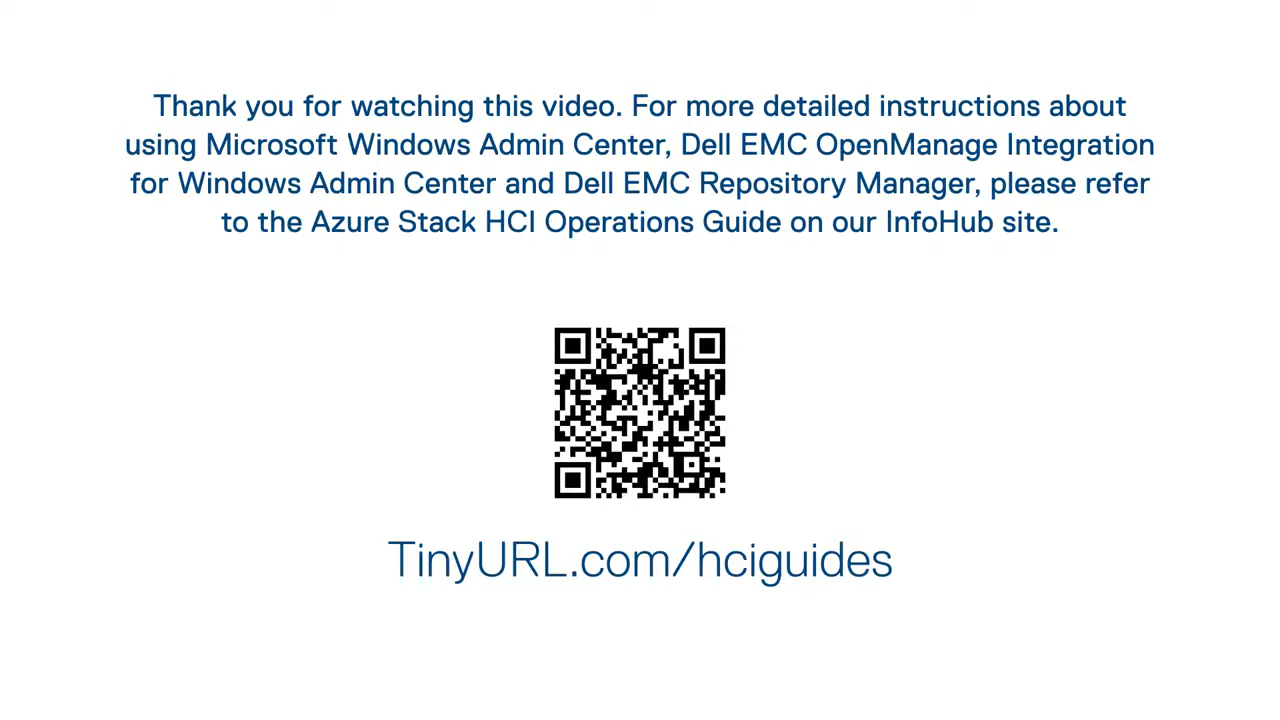 Thank you for watching this video. For more detailed instructions about
using Microsoft Windows Admin Center, Dell EMC OpenManage Integration
for Windows Admin Center and Dell EMC Repository Manager, please refer
to the Azure Stack HCI Operations Guide on our InfoHub site.
TinyURL.com/hciguides